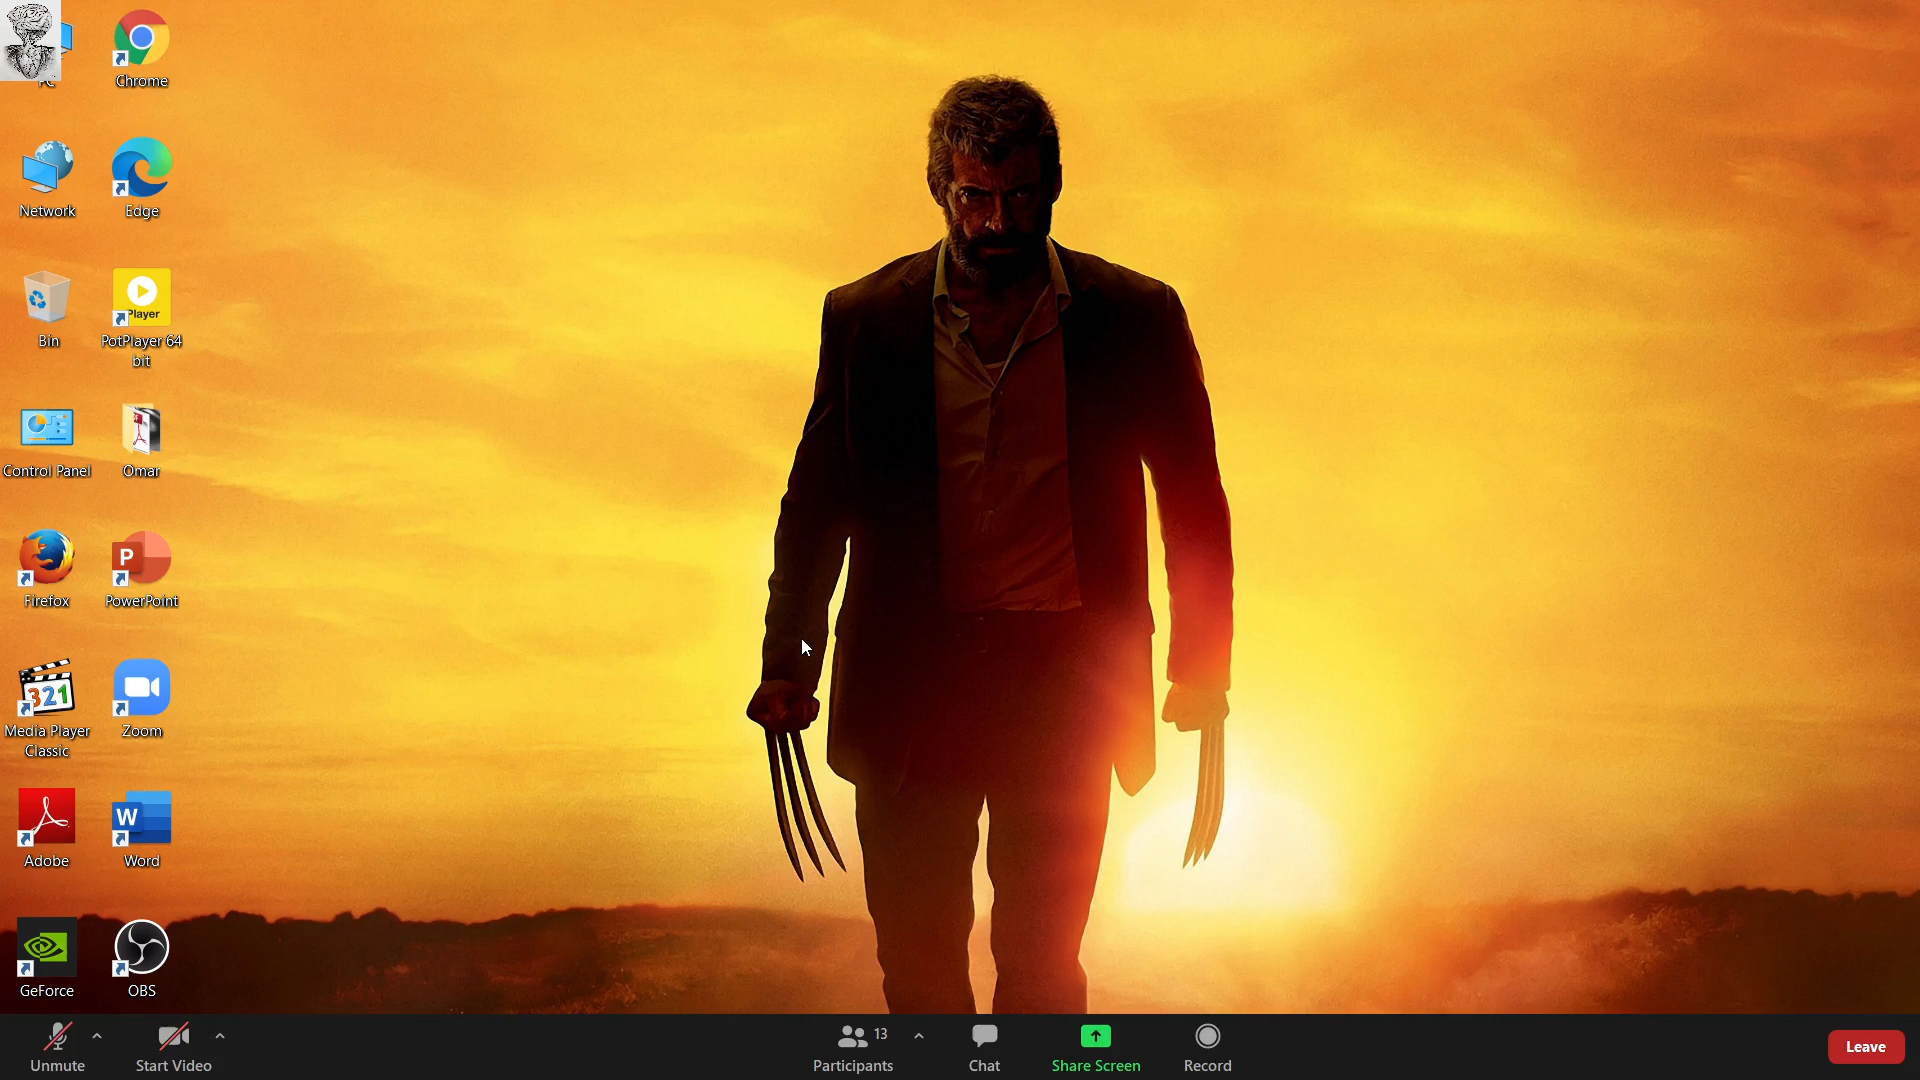 PC
Chrome
Network
Edge
Bin
Player
PotPlayer 64
bit
Control Panel
Omar
Firefox
P
PowerPoint
321
Media Player
Classic
Zoom
Adobe
W
Word
GeForce
OBS
Unmute
Start Video
13
Participants
Chat
Share Screen
Record
Leave